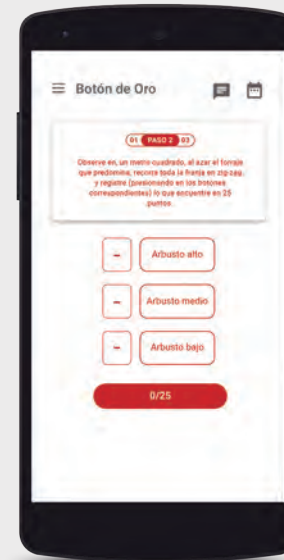 Botón de Oro
01 PASO 2 03
Observe en, un metro cuadrado, al azar el forraje
que predomina, recorra toda la franja en zig-zag,
y registre (presionando en los botones
correspondientes) lo que encuentre en 25
puntos.
- Arbusto alto
- Arbusto medio
- Arbusto bajo
0/25